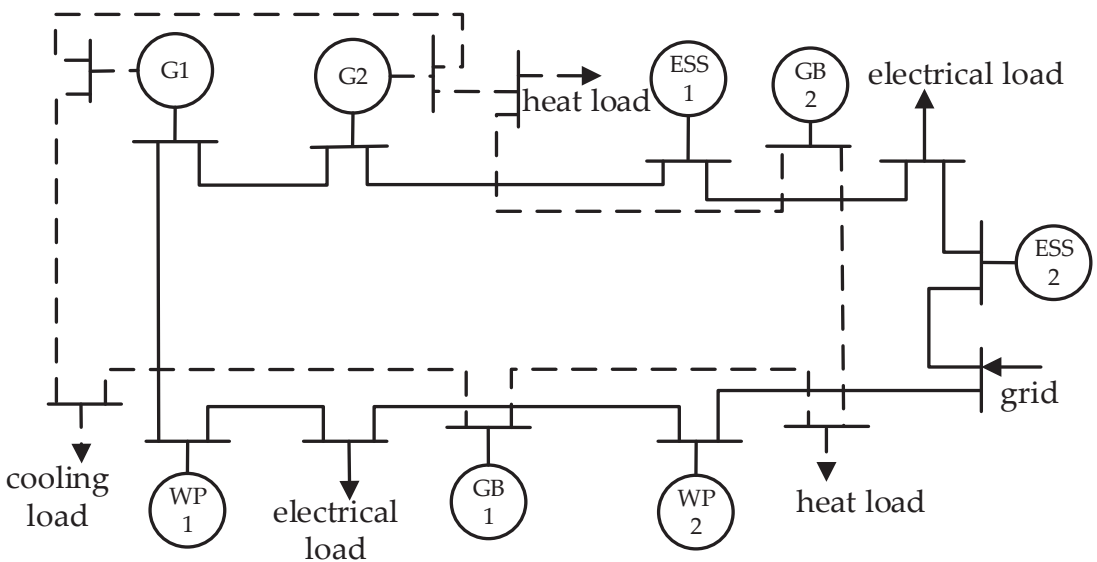 G1
G2
heat load
ESS
1
GB
2
electrical load
ESS
2
grid
cooling
load
WP
1
electrical
load
GB
1
WP
2
heat load